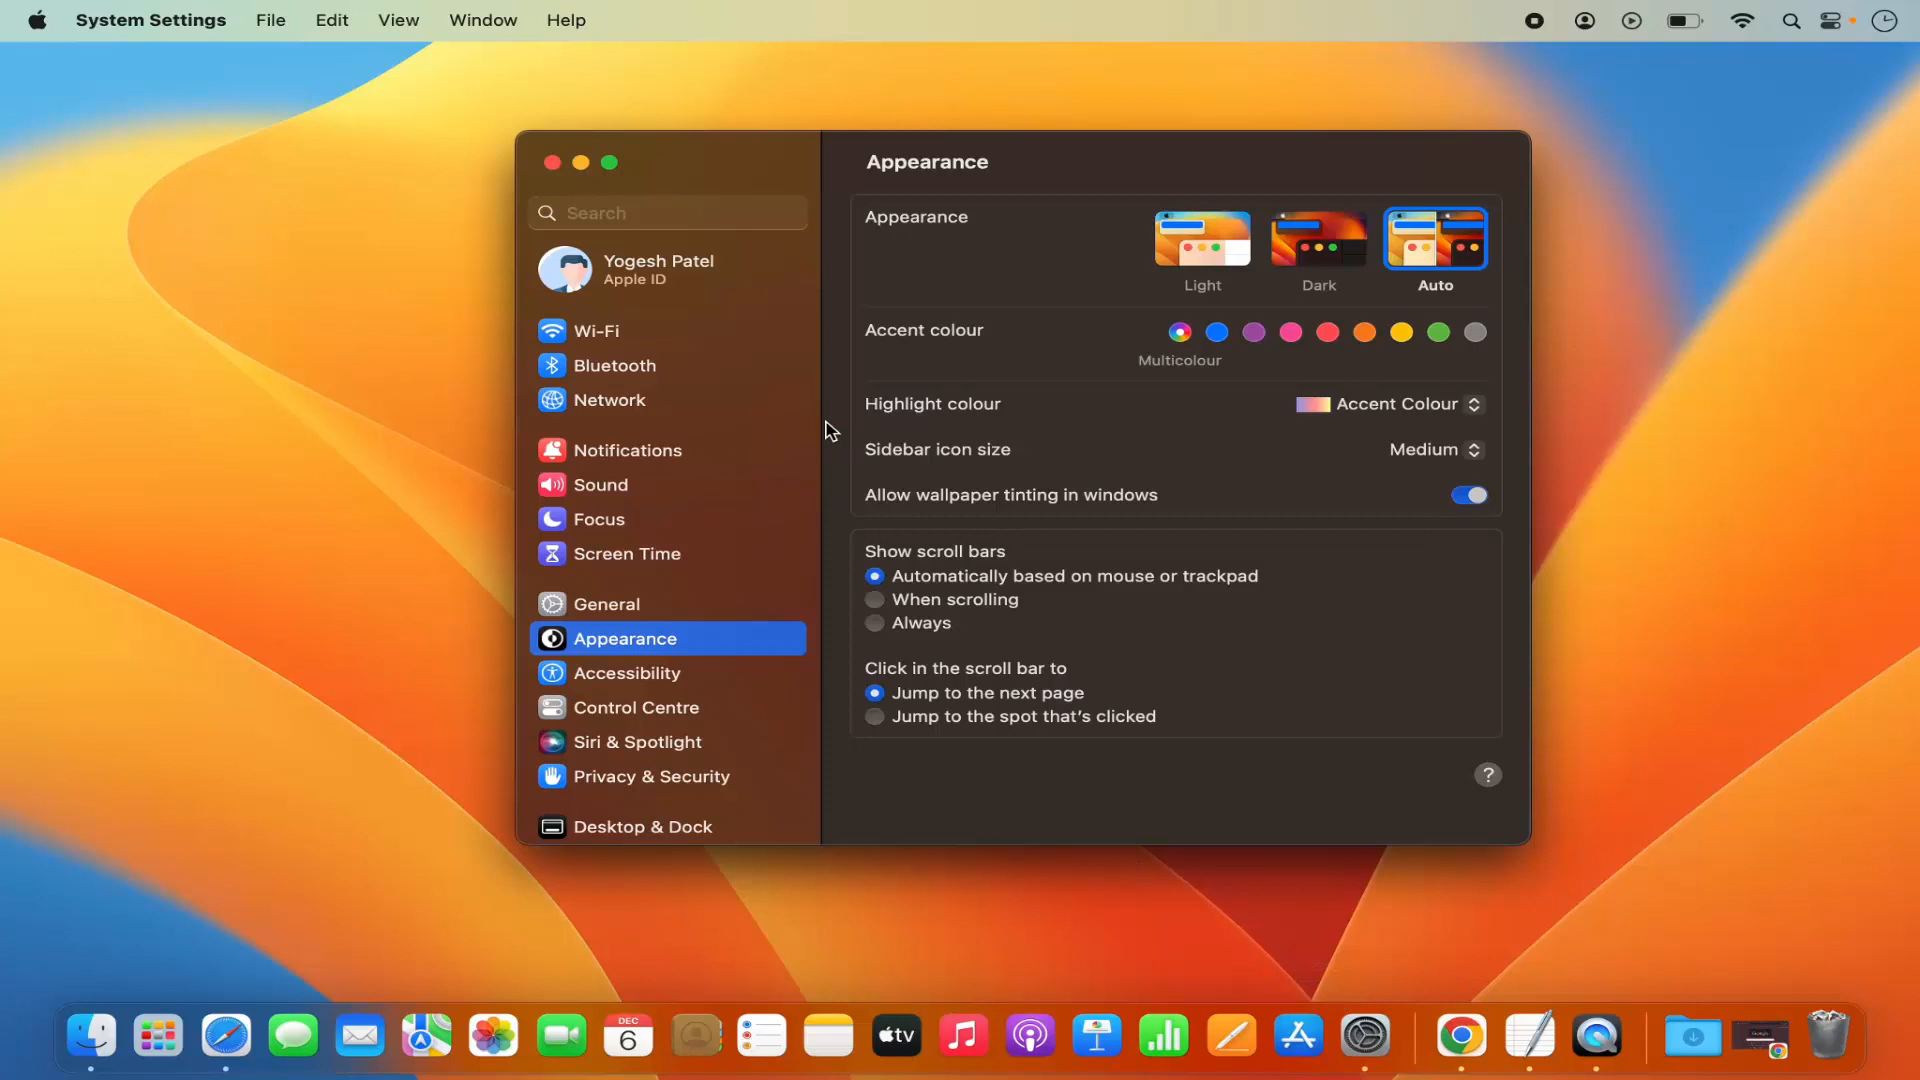 System Settings File Edit View Window Help
Appearance
Search
Yogesh Patel
Apple ID
Wi-Fi
Bluetooth
Network
Notifications
Sound
Focus
Screen Time
General
Appearance
Accessibility
Control Centre
Siri & Spotlight
Privacy & Security
Desktop & Dock
Appearance
Light Dark Auto
Accent colour
Multicolour
Highlight colour Accent Colour
Sidebar icon size Medium
Allow wallpaper tinting in windows
Show scroll bars
Automatically based on mouse or trackpad
When scrolling
Always
Click in the scroll bar to
Jump to the next page
Jump to the spot that's clicked
?
DEC
6
tv